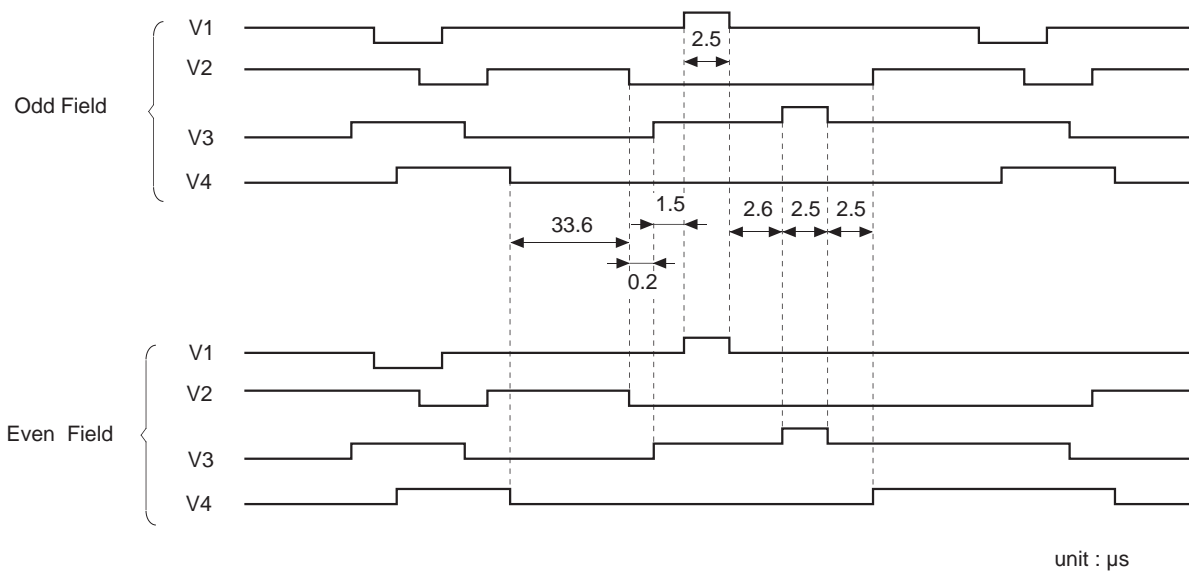 V1
2.5
V2
Odd Field
V3
V4
1.5
2.6 2.5 2.5
33.6
0.2
V1
V2
Even Field
V3
V4
unit : µs